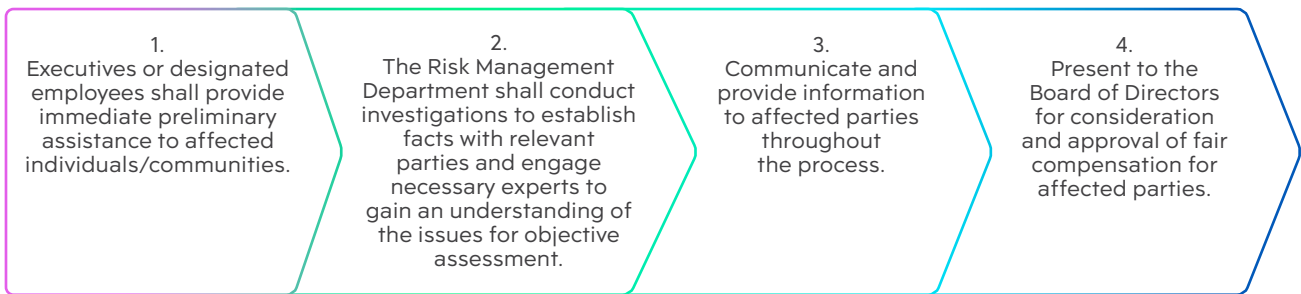 1.
Executives or designated
employees shall provide
immediate preliminary
assistance to affected
individuals/communities.
2.
The Risk Management
Department shall conduct
investigations to establish
facts with relevant
parties and engage
necessary experts to
gain an understanding of
the issues for objective
assessment.
3.
Communicate and
provide information
to affected parties
throughout
the process.
4.
Present to the
Board of Directors
for consideration
and approval of fair
compensation for
affected parties.